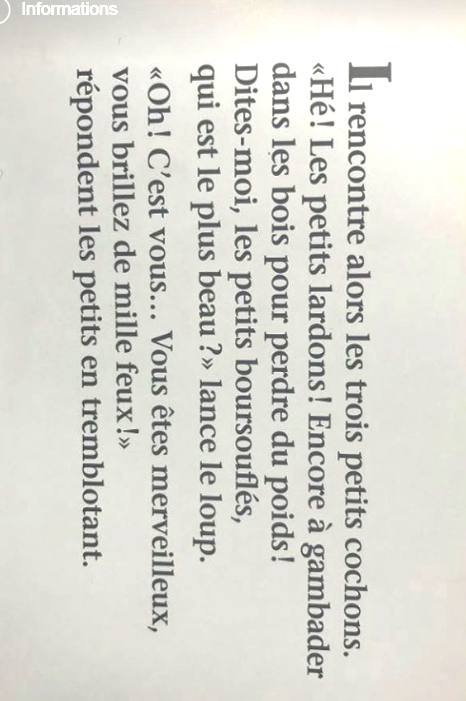 Informations
Il rencontre alors les trois petits cochons.
«Hé! Les petits lardons! Encore à gambader
dans les bois pour perdre du poids!
Dites-moi, les petits boursouflés,
qui est le plus beau?» lance le loup.
«Oh! C'est vous... Vous êtes merveilleux,
vous brillez de mille feux!»
répondent les petits en tremblotant.